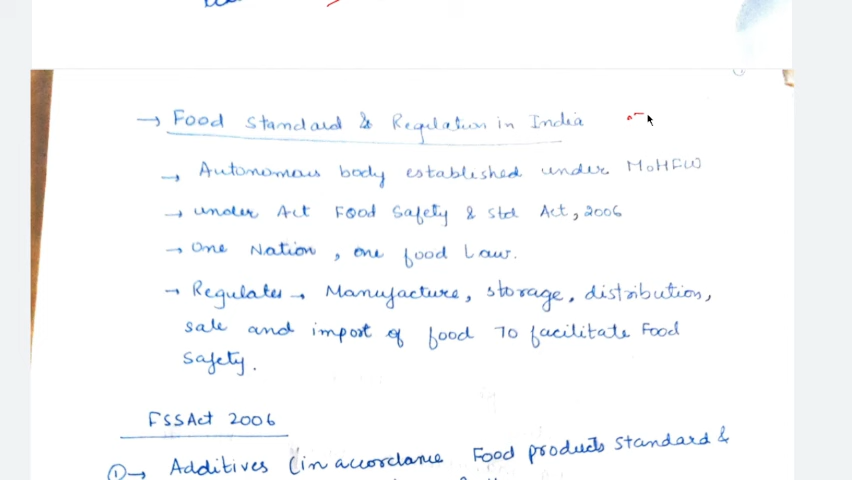 → Food Standard & Regulation in India
→ Autonomous body established under MoHFW
→ under Act Food Safety & Std Act, 2006
→ One Nation, one food Law.
→ Regulates → Manufacture, storage, distribution,
sale and import of food To facilitate Food
Safety.
FSSAct 2006
① → Additives (in accordance Food products standard &